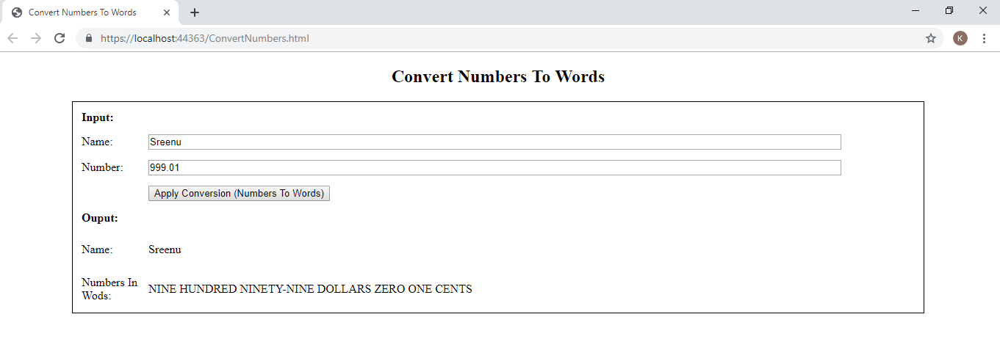 Convert Numbers To Words
https://localhost:44363/ConvertNumbers.html
K
Convert Numbers To Words
Input:
Name: Sreenu
Number: 999.01
Apply Conversion (Numbers To Words)
Ouput:
Name: Sreenu
Numbers In
Wods: NINE HUNDRED NINETY-NINE DOLLARS ZERO ONE CENTS